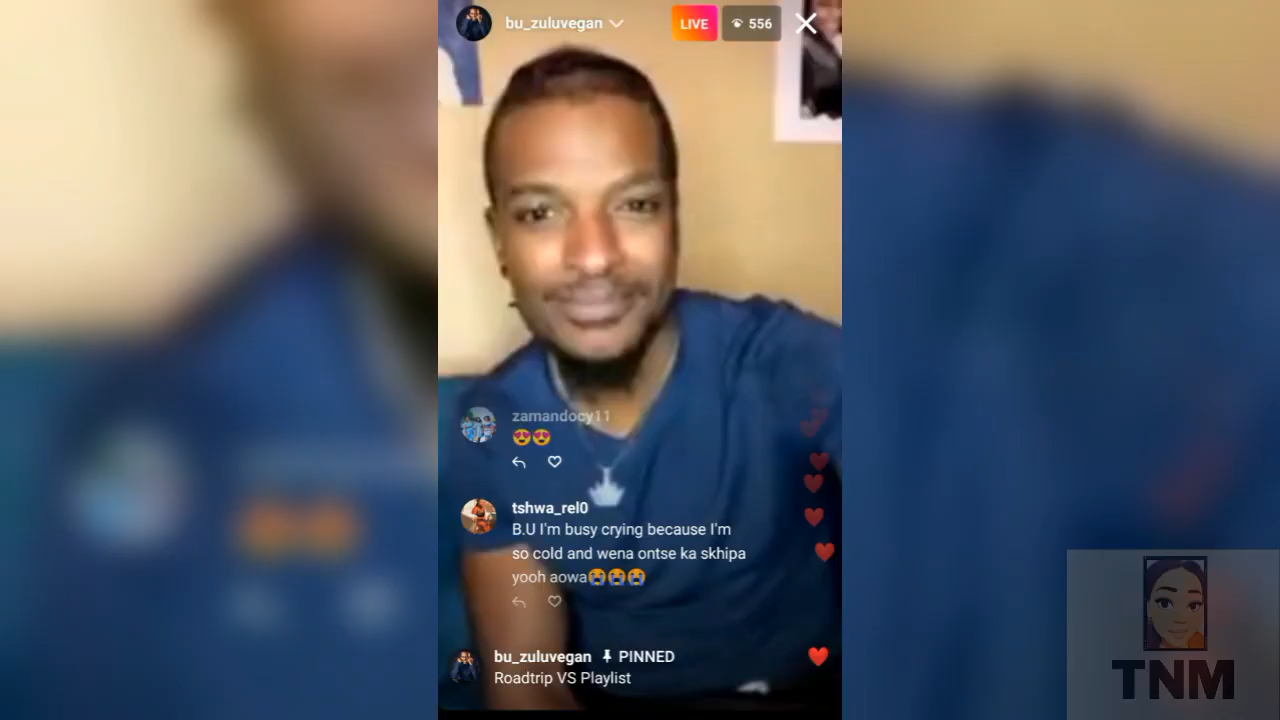 bu_zuluvegan
LIVE
556
zamandocy11
😍😍
tshwa_rel0
B.U I'm busy crying because I'm
so cold and wena ontse ka skhipa
yooh aowa😭😭😭
bu_zuluvegan PINNED
Roadtrip VS Playlist
TNM